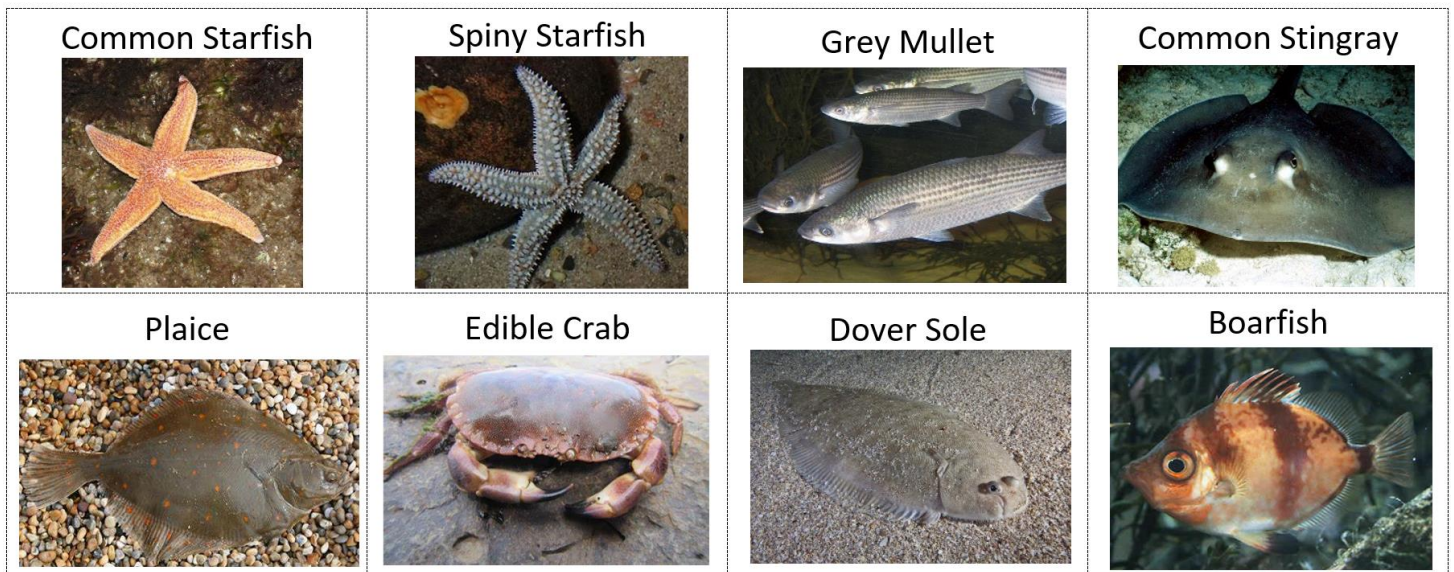 Common Starfish
Spiny Starfish
Grey Mullet
Common Stingray
Plaice
Edible Crab
Dover Sole
Boarfish